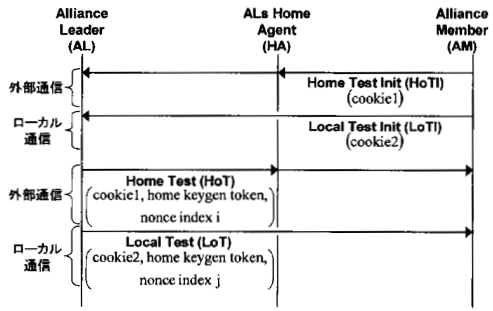 Alliance
Leader
(AL)
ALs Home
Agent
(HA)
Alliance
Member
(AM)
外部通信
Home Test Init (HoTI)
(cookie1)
ローカル
通信
Local Test Init (LoTI)
(cookie2)
外部通信
Home Test (HoT)
(cookie1, home keygen token,
nonce index i)
ローカル
通信
Local Test (LoT)
(cookie2, home keygen token,
nonce index j)